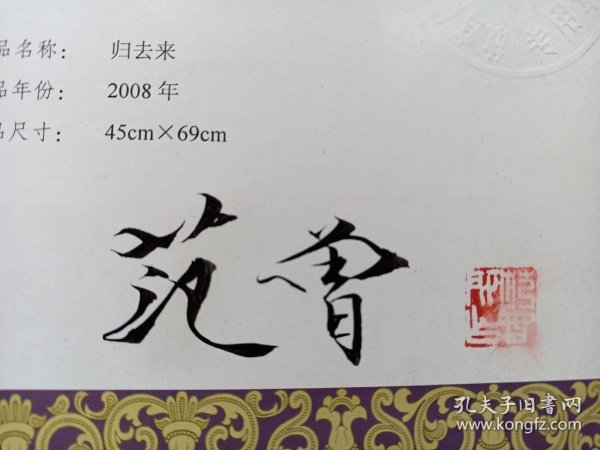 品名称： 归去来
品年份： 2008 年
品尺寸： 45cm×69cm
范曾
孔夫子旧书网
www.kongfz.com